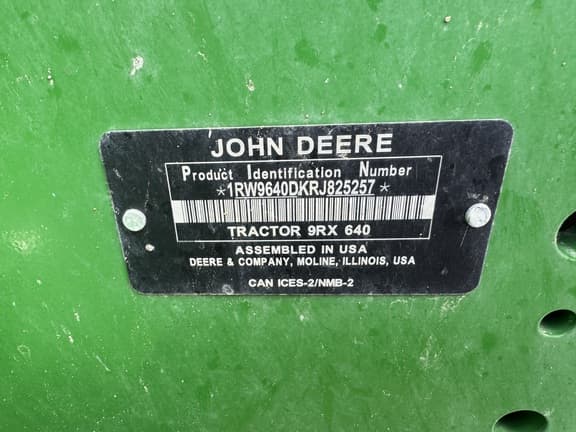 JOHN DEERE
Product Identification Number
*1RW9640DKRJ825257*
TRACTOR 9RX 640
ASSEMBLED IN USA
DEERE & COMPANY, MOLINE, ILLINOIS, USA
CAN ICES-2/NMB-2